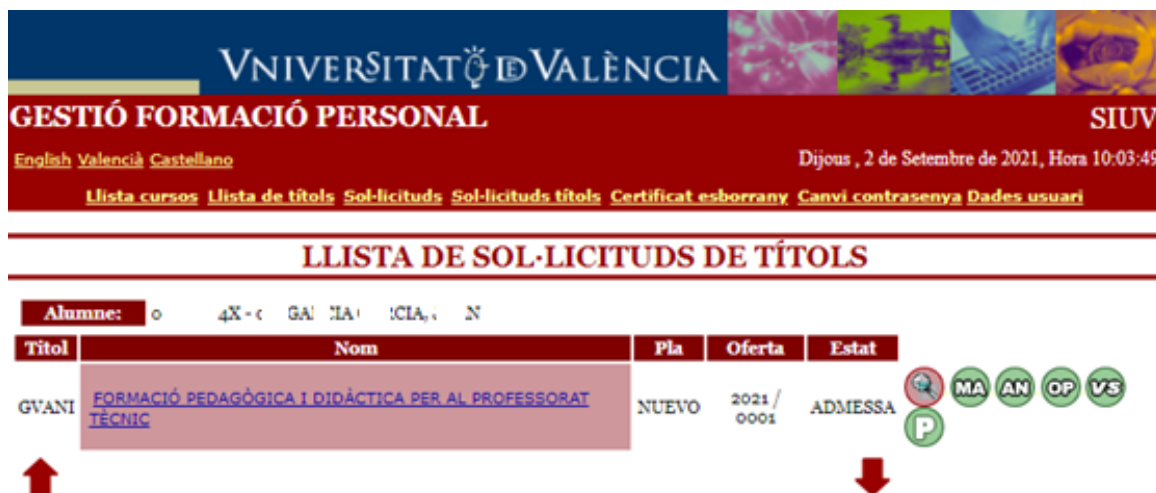 VNIVERSITAT DE VALÈNCIA
GESTIÓ FORMACIÓ PERSONAL
SIUV
English Valencià Castellano
Dijous , 2 de Setembre de 2021, Hora 10:03:49
Llista cursos Llista de títols Sol·licituds Sol·licituds títols Certificat esborrany Canvi contrasenya Dades usuari
LLISTA DE SOL·LICITUDS DE TÍTOLS
Alumne: 4X -
Títol Nom Pla Oferta Estat
GVANI FORMACIÓ PEDAGÒGICA I DIDÀCTICA PER AL PROFESSORAT TÈCNIC NUEVO 2021 / 0001 ADMESSA MA AN OP VS
P